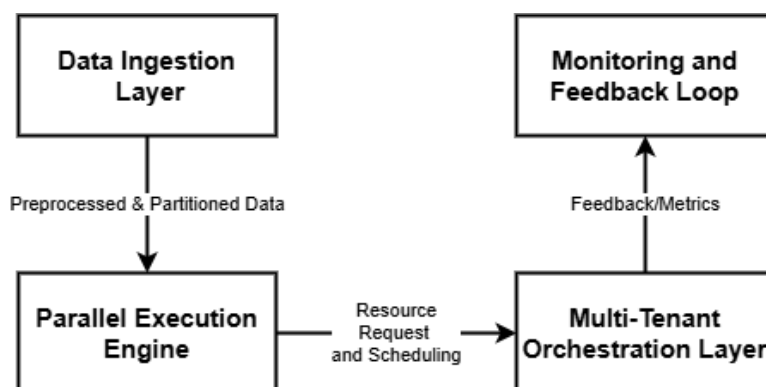 Data Ingestion
Layer
Monitoring and
Feedback Loop
Preprocessed & Partitioned Data
Feedback/Metrics
Parallel Execution
Engine
Resource
Request
and Scheduling
Multi-Tenant
Orchestration Layer